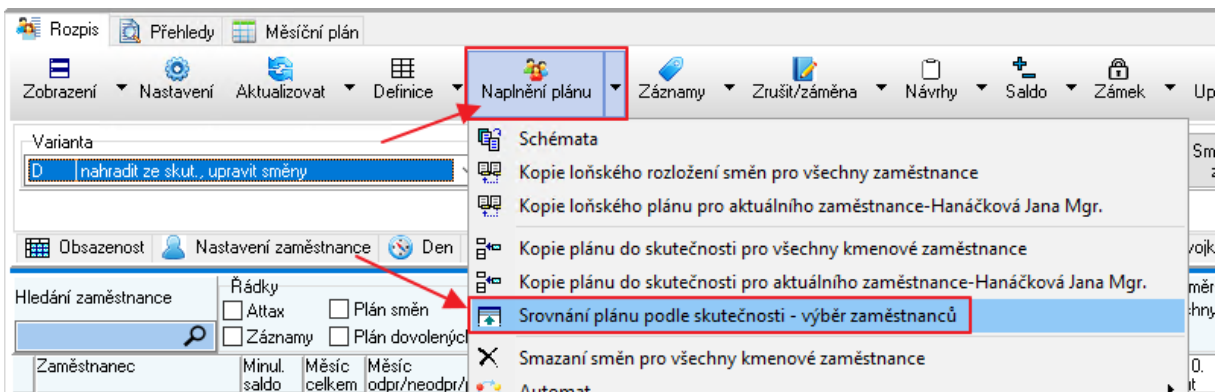 Rozpis Přehledy Měsíční plán
Zobrazení Nastavení Aktualizovat Definice Naplnění plánu Záznamy Zrušit/záměna Návrhy Saldo Zámek Up
Varianta
D nahradit ze skut., upravit směny
Schémata
Kopie loňského rozložení směn pro všechny zaměstnance
Kopie loňského plánu pro aktuálního zaměstnance-Hanáčková Jana Mgr.
Sm
Obsazenost Nastavení zaměstnance Den
Kopie plánu do skutečnosti pro všechny kmenové zaměstnance
Kopie plánu do skutečnosti pro aktuálního zaměstnance-Hanáčková Jana Mgr.
Srovnání plánu podle skutečnosti - výběr zaměstnanců
Smazaní směn pro všechny kmenové zaměstnance
Automat
Hledání zaměstnance
Řádky
Attax Plán směn
Záznamy Plán dovolených
Zaměstnanec Minul. Měsíc Měsíc
saldo celkem odpr/neodpr/